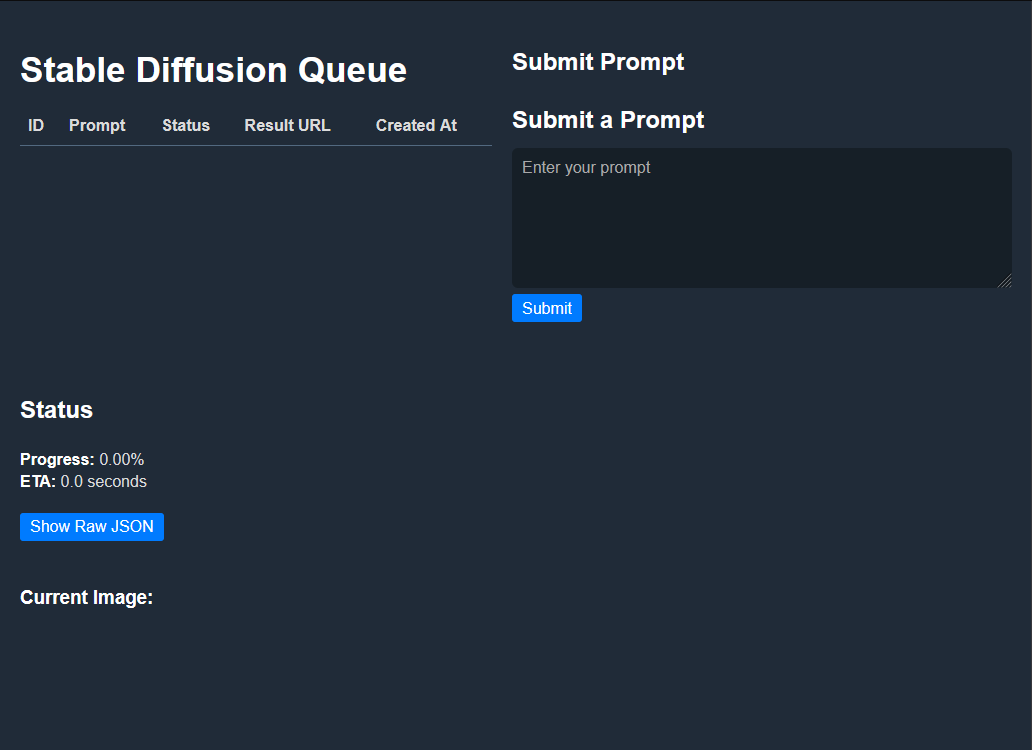 Stable Diffusion Queue
ID Prompt Status Result URL Created At
Submit Prompt
Submit a Prompt
Enter your prompt
Submit
Status
Progress: 0.00%
ETA: 0.0 seconds
Show Raw JSON
Current Image: